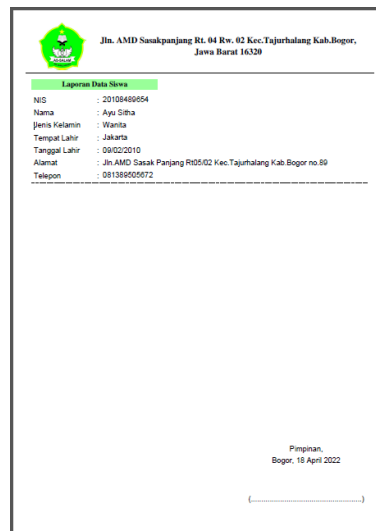 Jln. AMD Sasakpanjang Rt. 04 Rw. 02 Kec.Tajurhalang Kab.Bogor,
Jawa Barat 16320
Laporan Data Siswa
NIS : 20108489654
Nama : Ayu Sitha
Jenis Kelamin : Wanita
Tempat Lahir : Jakarta
Tanggal Lahir : 09/02/2010
Alamat : Jln.AMD Sasak Panjang Rt05/02 Kec.Tajurhalang Kab.Bogor no.89
Telepon : 081389505672
Pimpinan,
Bogor, 18 April 2022
(..................................................)